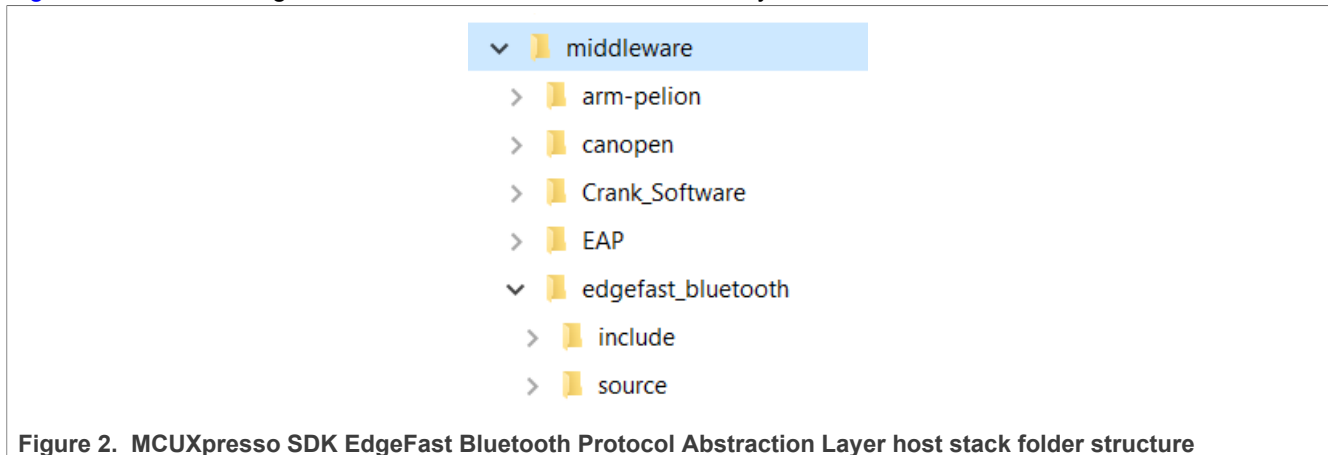 middleware
arm-pelion
canopen
Crank_Software
EAP
edgefast_bluetooth
include
source
Figure 2. MCUXpresso SDK EdgeFast Bluetooth Protocol Abstraction Layer host stack folder structure